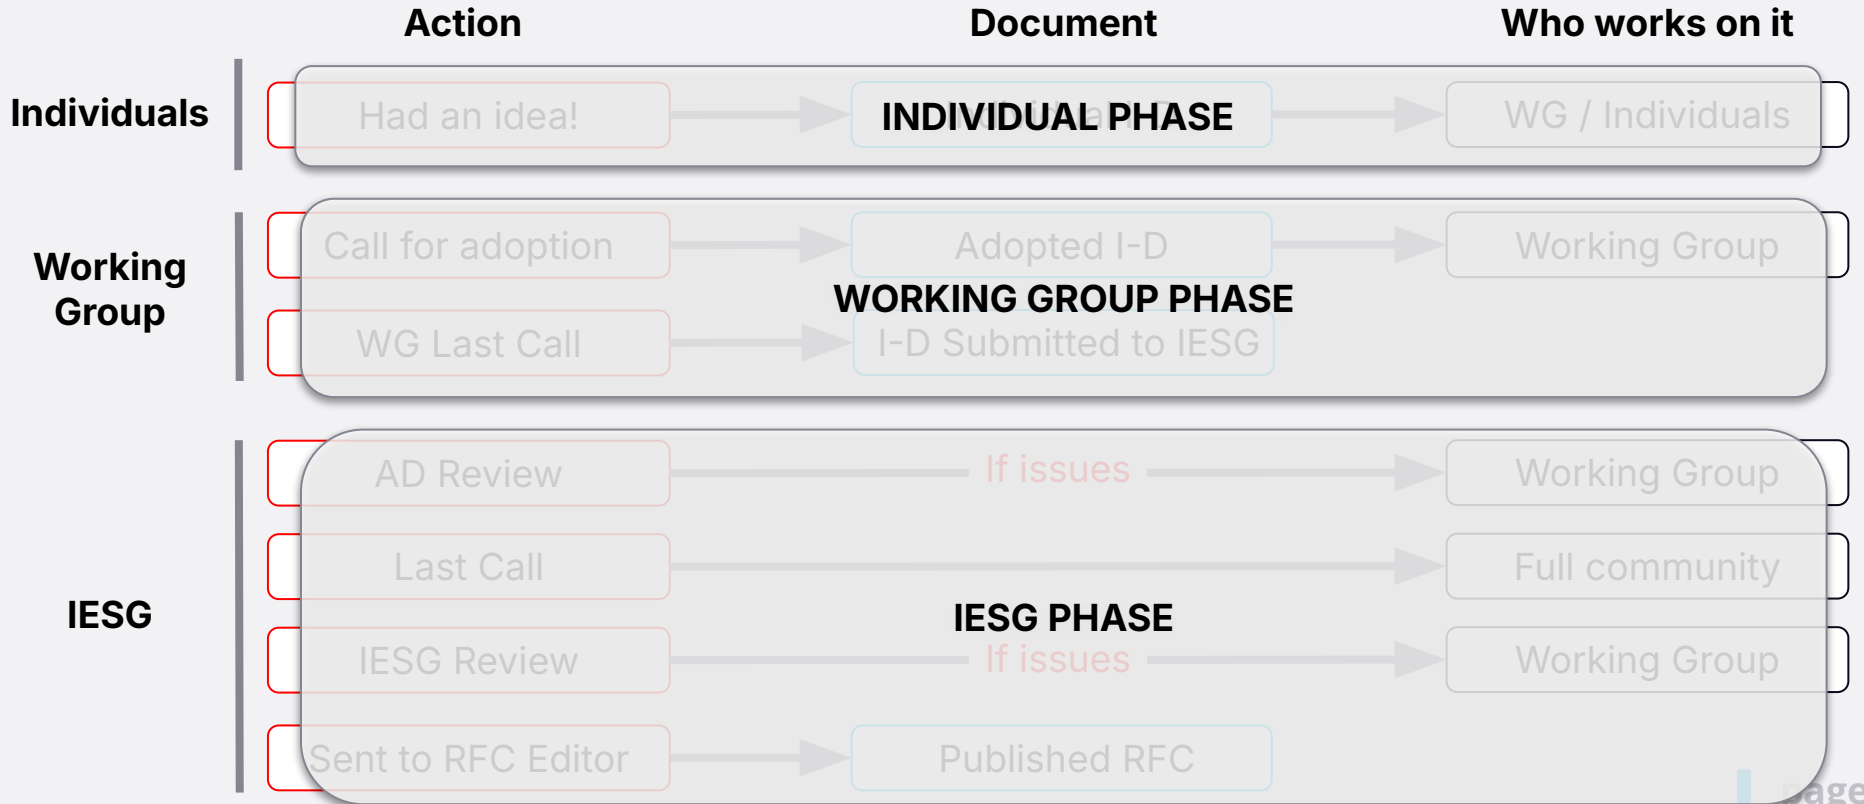 Action Document Who works on it
Individuals
Had an idea! INDIVIDUAL PHASE WG / Individuals
Working
Group
Call for adoption Adopted I-D Working Group
WORKING GROUP PHASE
WG Last Call I-D Submitted to IESG
IESG
AD Review If issues Working Group
Last Call Full community
IESG PHASE
IESG Review If issues Working Group
Sent to RFC Editor Published RFC